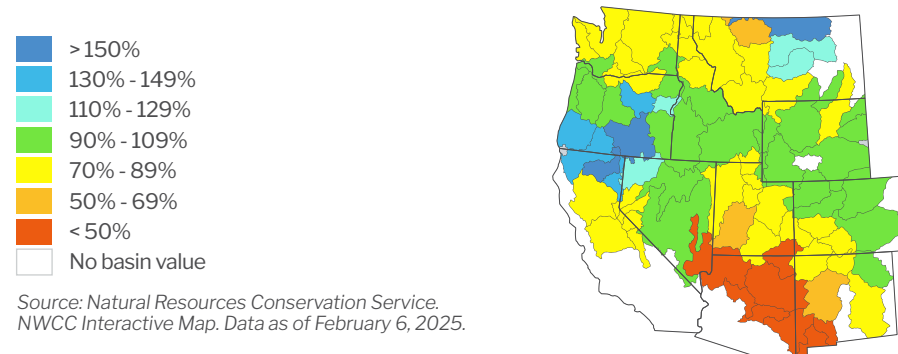 > 150%
130% - 149%
110% - 129%
90% - 109%
70% - 89%
50% - 69%
< 50%
No basin value
Source: Natural Resources Conservation Service.
NWCC Interactive Map. Data as of February 6, 2025.